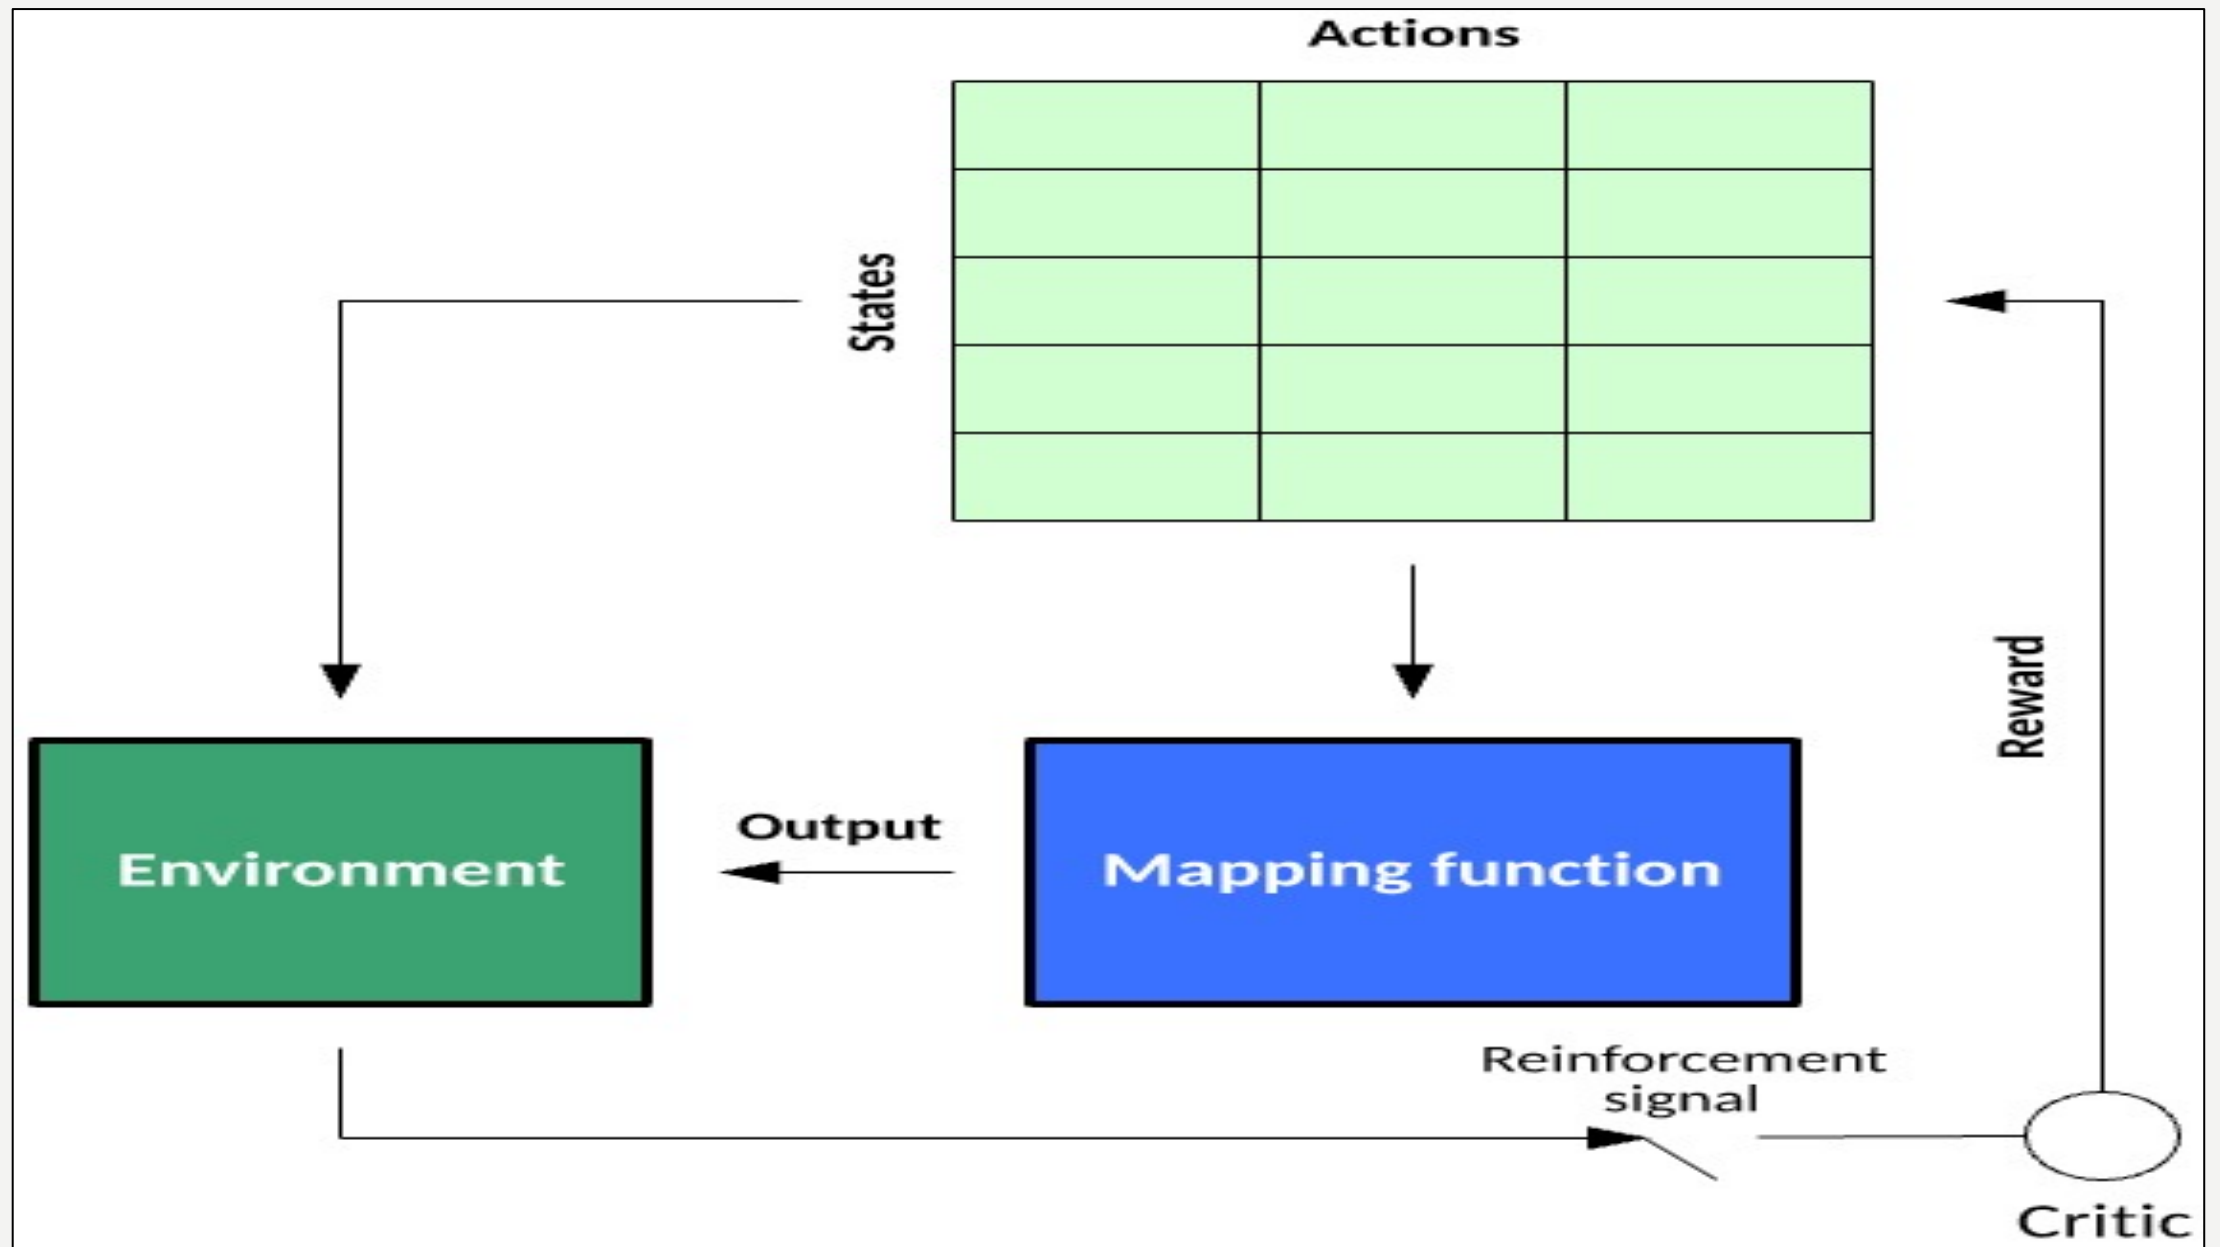 Actions
States
Reward
Output
Environment
Mapping function
Reinforcement
signal
Critic